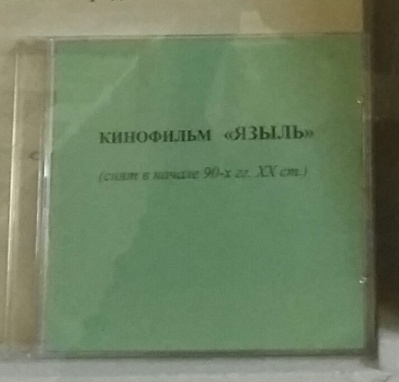 КИНОФИЛЬМ «ЯЗЫЛЬ»
(снят в начале 90-х гг. XX ст.)